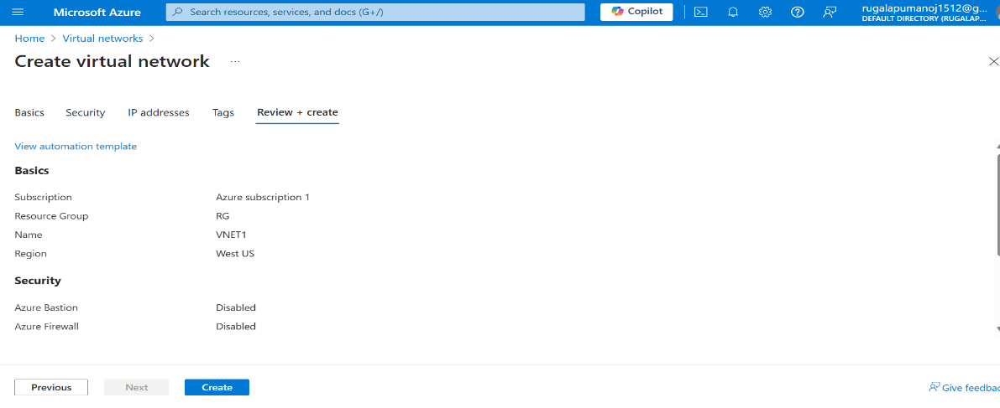 Microsoft Azure
Search resources, services, and docs (G+/)
Copilot
rugalapumanoj1512@g...
DEFAULT DIRECTORY (RUGALAP...
Home > Virtual networks >
Create virtual network ...
Basics Security IP addresses Tags Review + create
View automation template
Basics
Subscription Azure subscription 1
Resource Group RG
Name VNET1
Region West US
Security
Azure Bastion Disabled
Azure Firewall Disabled
Previous Next Create
Give feedbac